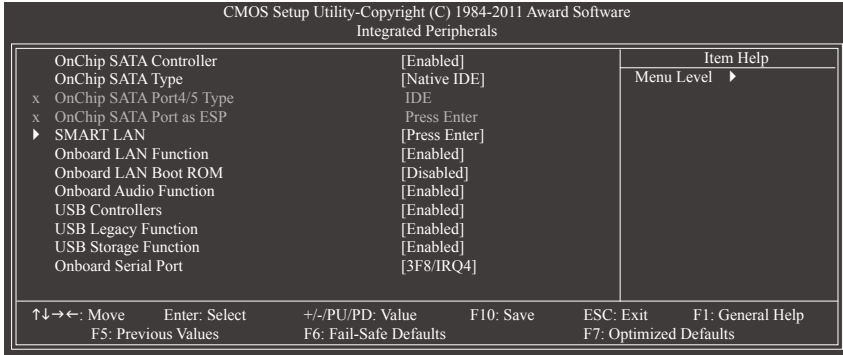 CMOS Setup Utility-Copyright (C) 1984-2011 Award Software
Integrated Peripherals
OnChip SATA Controller [Enabled] Item Help
OnChip SATA Type [Native IDE] Menu Level ▶
x OnChip SATA Port4/5 Type IDE
x OnChip SATA Port as ESP Press Enter
▶ SMART LAN [Press Enter]
Onboard LAN Function [Enabled]
Onboard LAN Boot ROM [Disabled]
Onboard Audio Function [Enabled]
USB Controllers [Enabled]
USB Legacy Function [Enabled]
USB Storage Function [Enabled]
Onboard Serial Port [3F8/IRQ4]
↑↓→←: Move Enter: Select +/-/PU/PD: Value F10: Save ESC: Exit F1: General Help
F5: Previous Values F6: Fail-Safe Defaults F7: Optimized Defaults